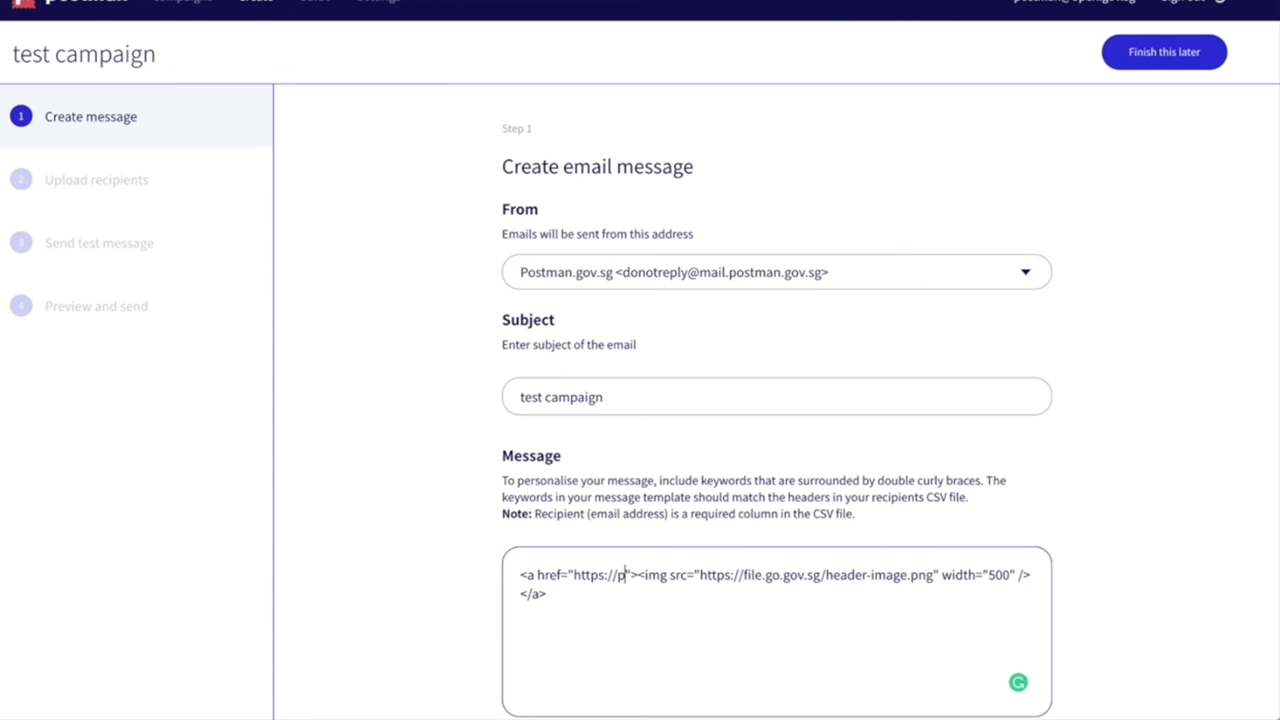 test campaign
Finish this later
1 Create message
2 Upload recipients
3 Send test message
4 Preview and send
Step 1
Create email message
From
Emails will be sent from this address
Postman.gov.sg <donotreply@mail.postman.gov.sg>
Subject
Enter subject of the email
test campaign
Message
To personalise your message, include keywords that are surrounded by double curly braces. The
keywords in your message template should match the headers in your recipients CSV file.
Note: Recipient (email address) is a required column in the CSV file.
<a href="https://p"><img src="https://file.go.gov.sg/header-image.png" width="500" />
</a>